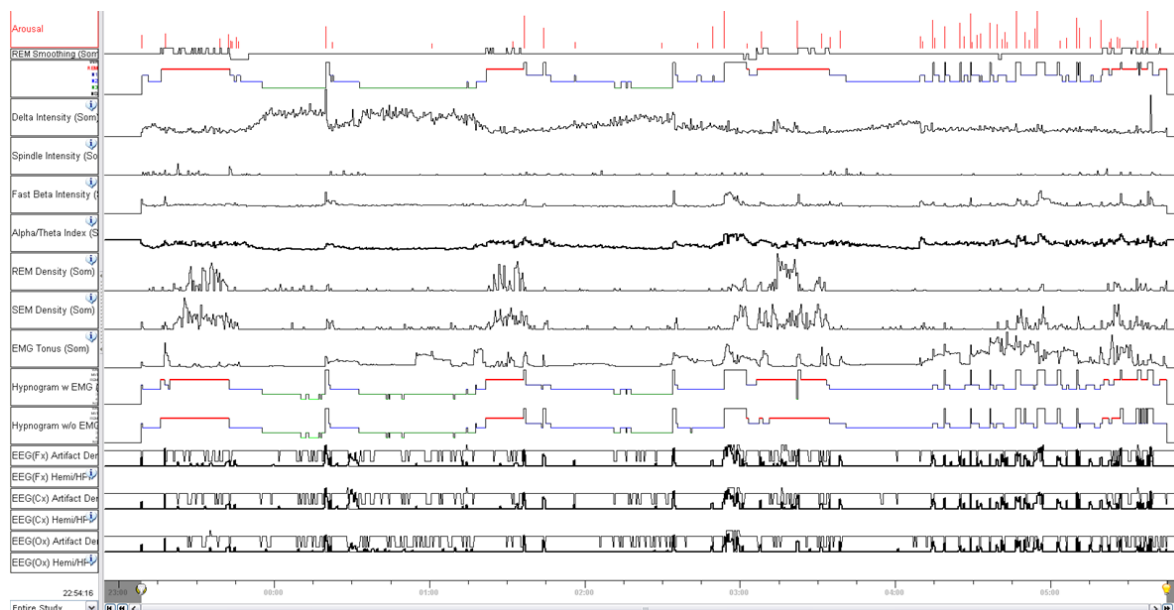 Arousal
REM Smoothing (Som
Delta Intensity (Som)
Spindle Intensity (So
Fast Beta Intensity (S
Alpha/Theta Index (S
REM Density (Som)
SEM Density (Som)
EMG Tonus (Som)
Hypnogram w EMG &
Hypnogram w/o EMG
EEG(Fx) Artifact Der
EEG(Fx) Hemi/HF
EEG(Cx) Artifact Der
EEG(Cx) Hemi/HF
EEG(Ox) Artifact Der
EEG(Ox) Hemi/HF
22:54:16 23:00 00:00 01:00 02:00 03:00 04:00 05:00
Entire Study